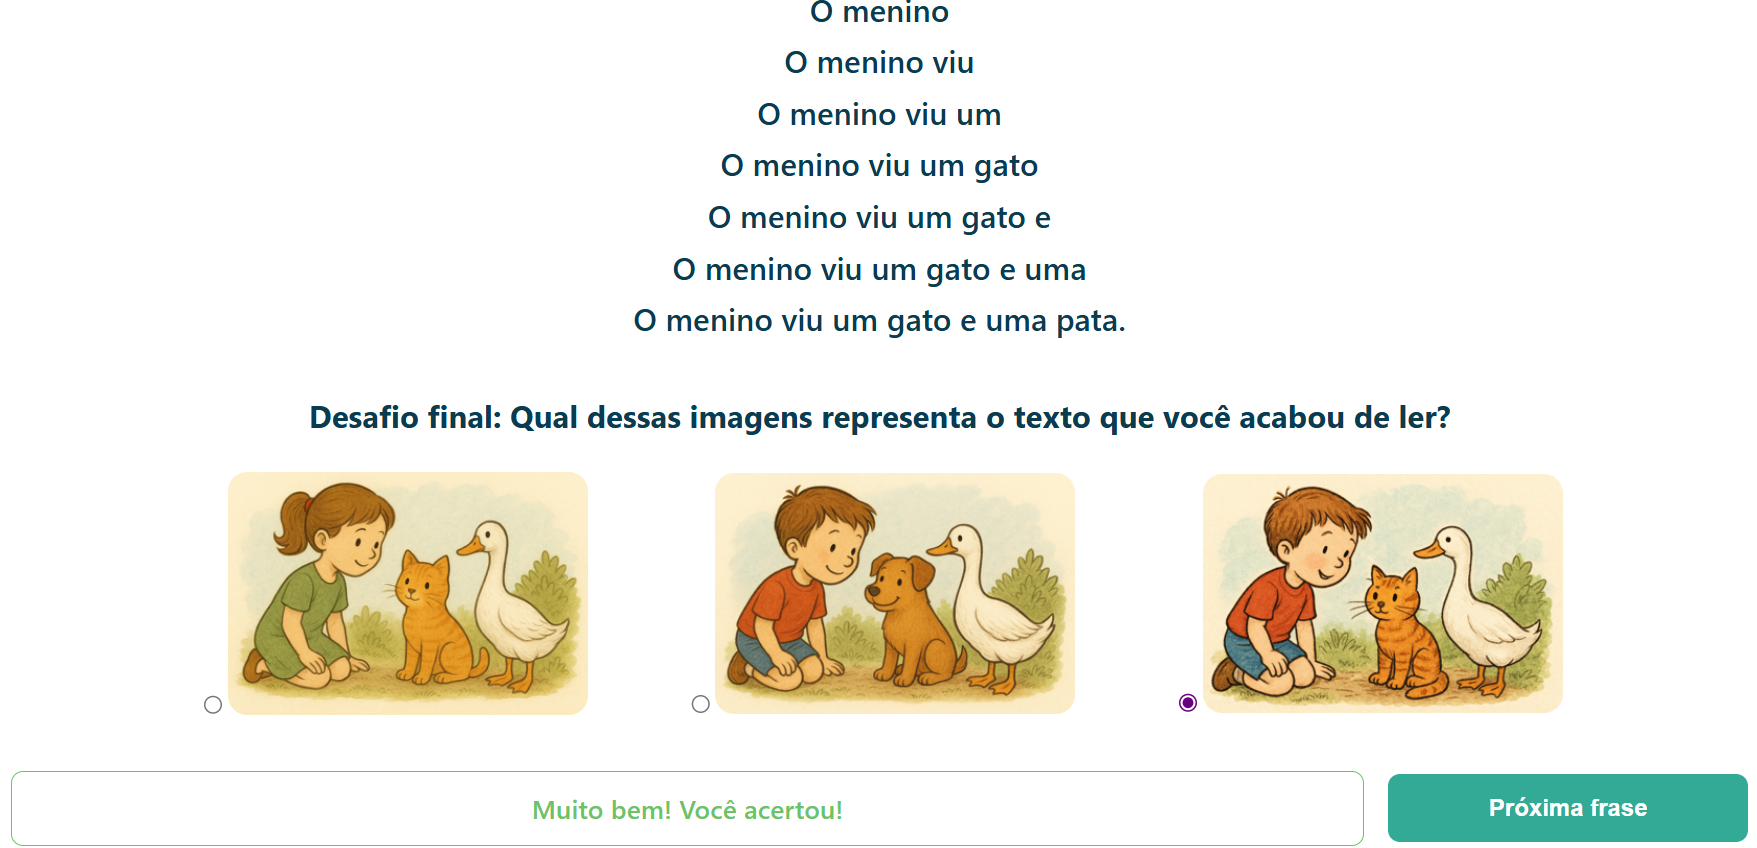 O menino
O menino viu
O menino viu um
O menino viu um gato
O menino viu um gato e
O menino viu um gato e uma
O menino viu um gato e uma pata.
Desafio final: Qual dessas imagens representa o texto que você acabou de ler?
Muito bem! Você acertou!
Próxima frase